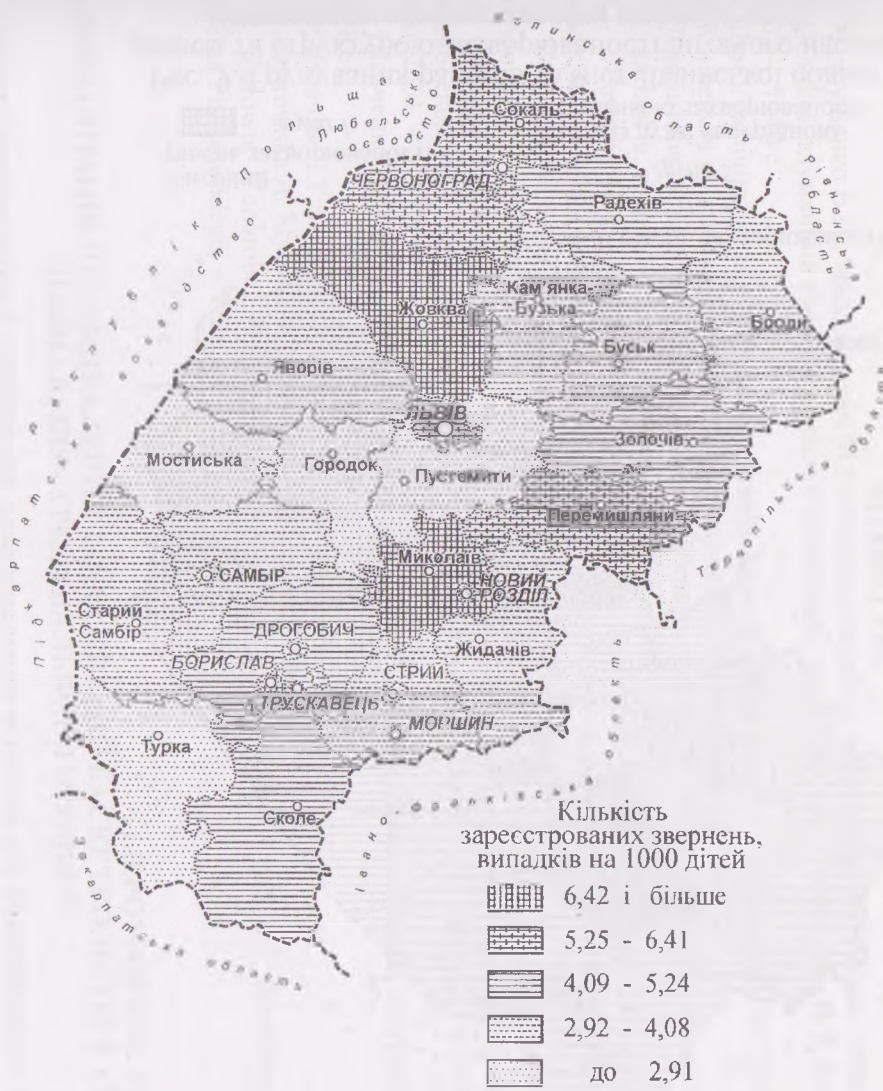 Волинська область
Республіка Польща
Люблельське
воєводство
Підкарпатське воєводство
Рівненська
область
Сокаль
ЧЕРВОНОГРАД
Радехів
Кам'янка-
Бузька
Жовква
Броди
Буськ
Яворів
ЛЬВІВ
Золочів
Мостиська
Городок
Пустомити
Тернопільська область
Перемишляни
Миколаїв
САМБІР
НОВИЙ
РОЗДІЛ
Старий
Самбір
ДРОГОБИЧ
Жидачів
БОРИСЛАВ
СТРИЙ
ТРУСКАВЕЦЬ
МОРШИН
Турка
Івано-франківська область
Сколе
Закарпатська область
Кількість
зареєстрованих звернень,
випадків на 1000 дітей
6,42 і більше
5,25 - 6,41
4,09 - 5,24
2,92 - 4,08
до 2,91